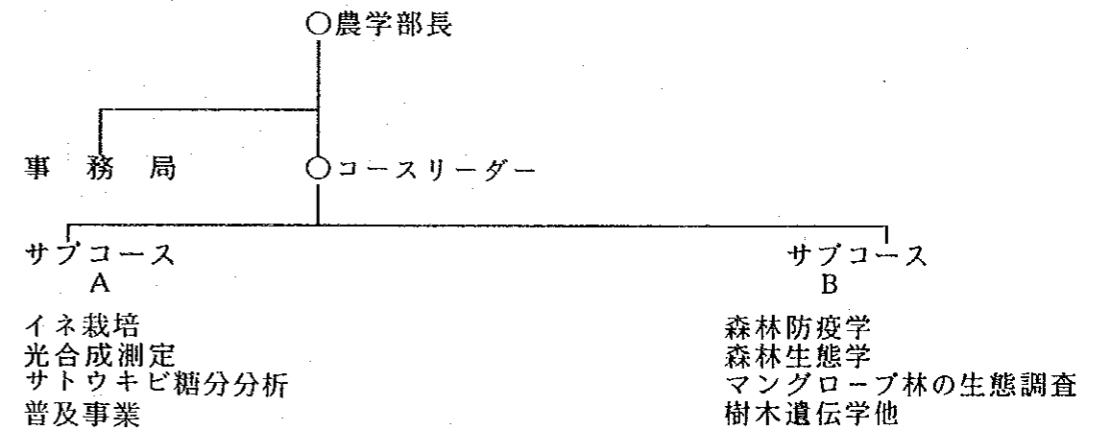 ○農学部長
事務局
○コースリーダー
サブコース
A
イネ栽培
光合成測定
サトウキビ糖分分析
普及事業
サブコース
B
森林防疫学
森林生態学
マングローブ林の生態調査
樹木遺伝学他